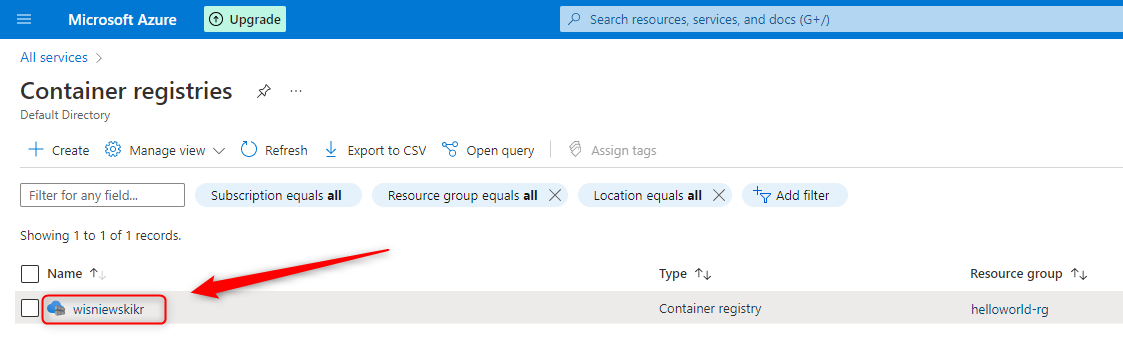 Microsoft Azure Upgrade Search resources, services, and docs (G+/)
All services
Container registries ...
Default Directory
Create Manage view Refresh Export to CSV Open query Assign tags
Filter for any field... Subscription equals all Resource group equals all Location equals all Add filter
Showing 1 to 1 of 1 records.
Name Type Resource group
wisniewskikr Container registry helloworld-rg